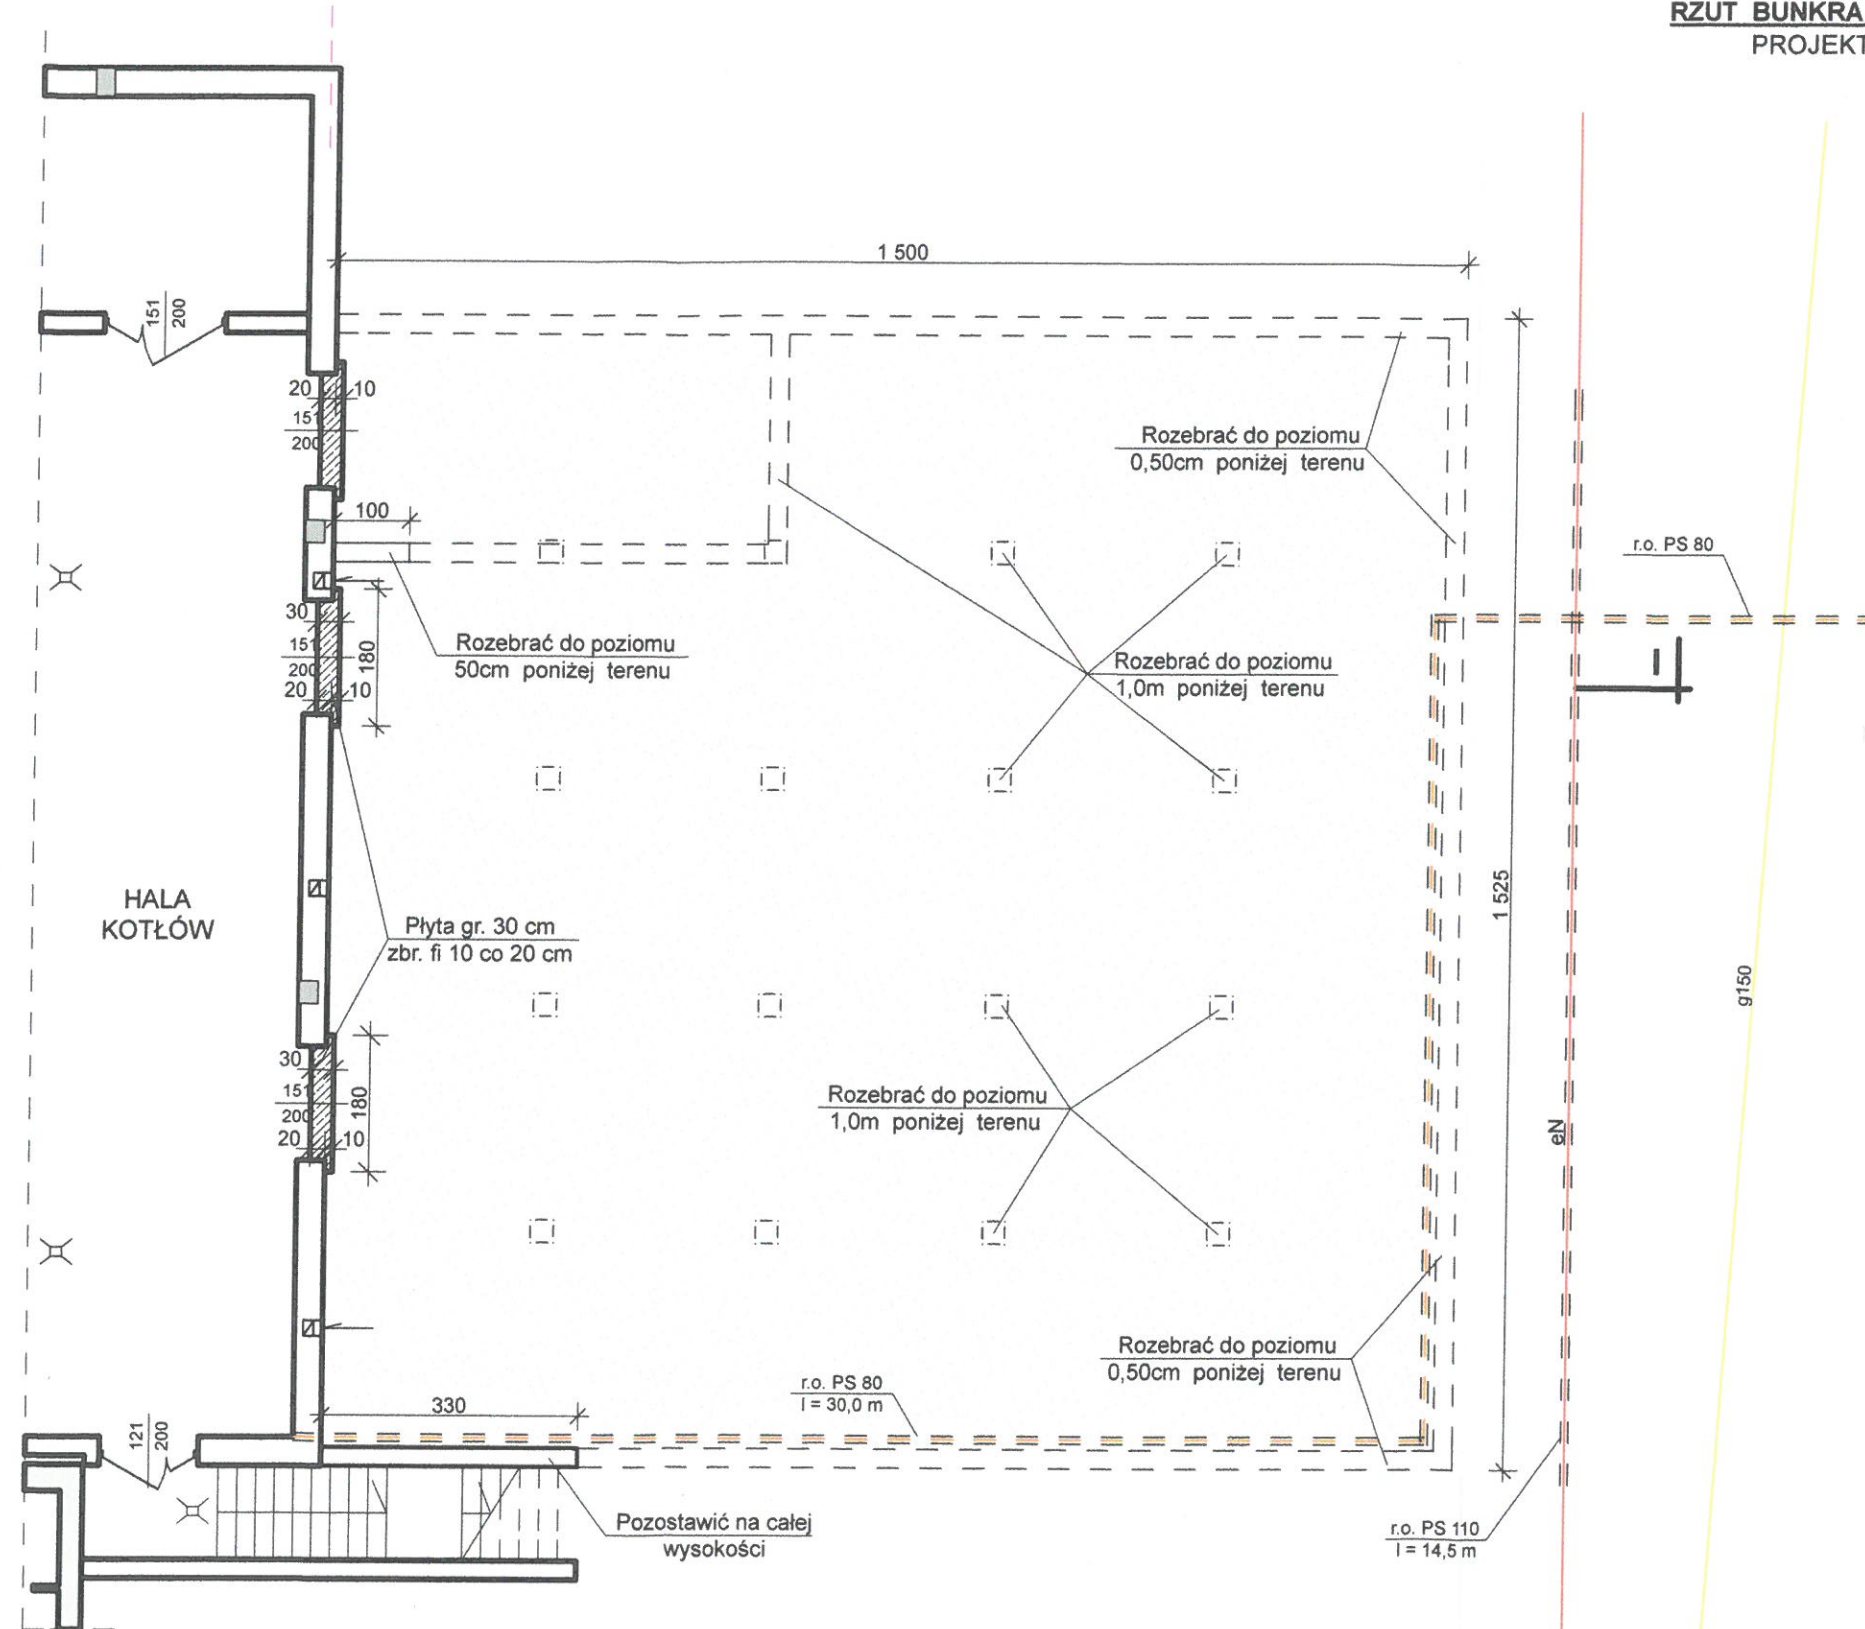 RZUT BUNKRA
PROJEKT
1 500
151
200
20
10
151
200
Rozebrać do poziomu
0,50cm poniżej terenu
100
r.o. PS 80
30
151
200
20
10
180
Rozebrać do poziomu
50cm poniżej terenu
Rozebrać do poziomu
1,0m poniżej terenu
I
HALA
KOTŁÓW
Płyta gr. 30 cm
zbr. fi 10 co 20 cm
1 525
g150
30
151
200
20
10
180
Rozebrać do poziomu
1,0m poniżej terenu
eN
Rozebrać do poziomu
0,50cm poniżej terenu
r.o. PS 80
l = 30,0 m
330
121
200
Pozostawić na całej
wysokości
r.o. PS 110
l = 14,5 m